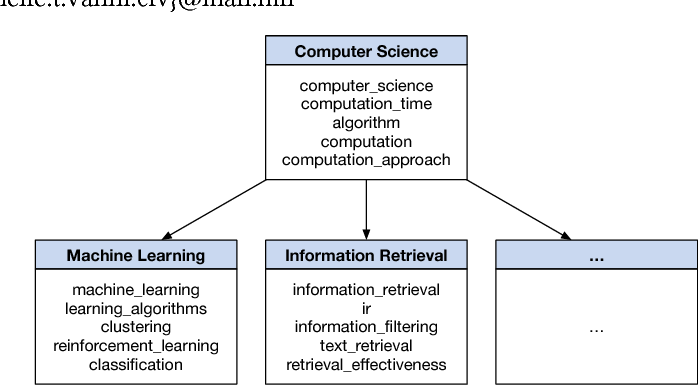 Computer Science
computer_science
computation_time
algorithm
computation
computation_approach
Machine Learning
machine_learning
learning_algorithms
clustering
reinforcement_learning
classification
Information Retrieval
information_retrieval
ir
information_filtering
text_retrieval
retrieval_effectiveness
...
...